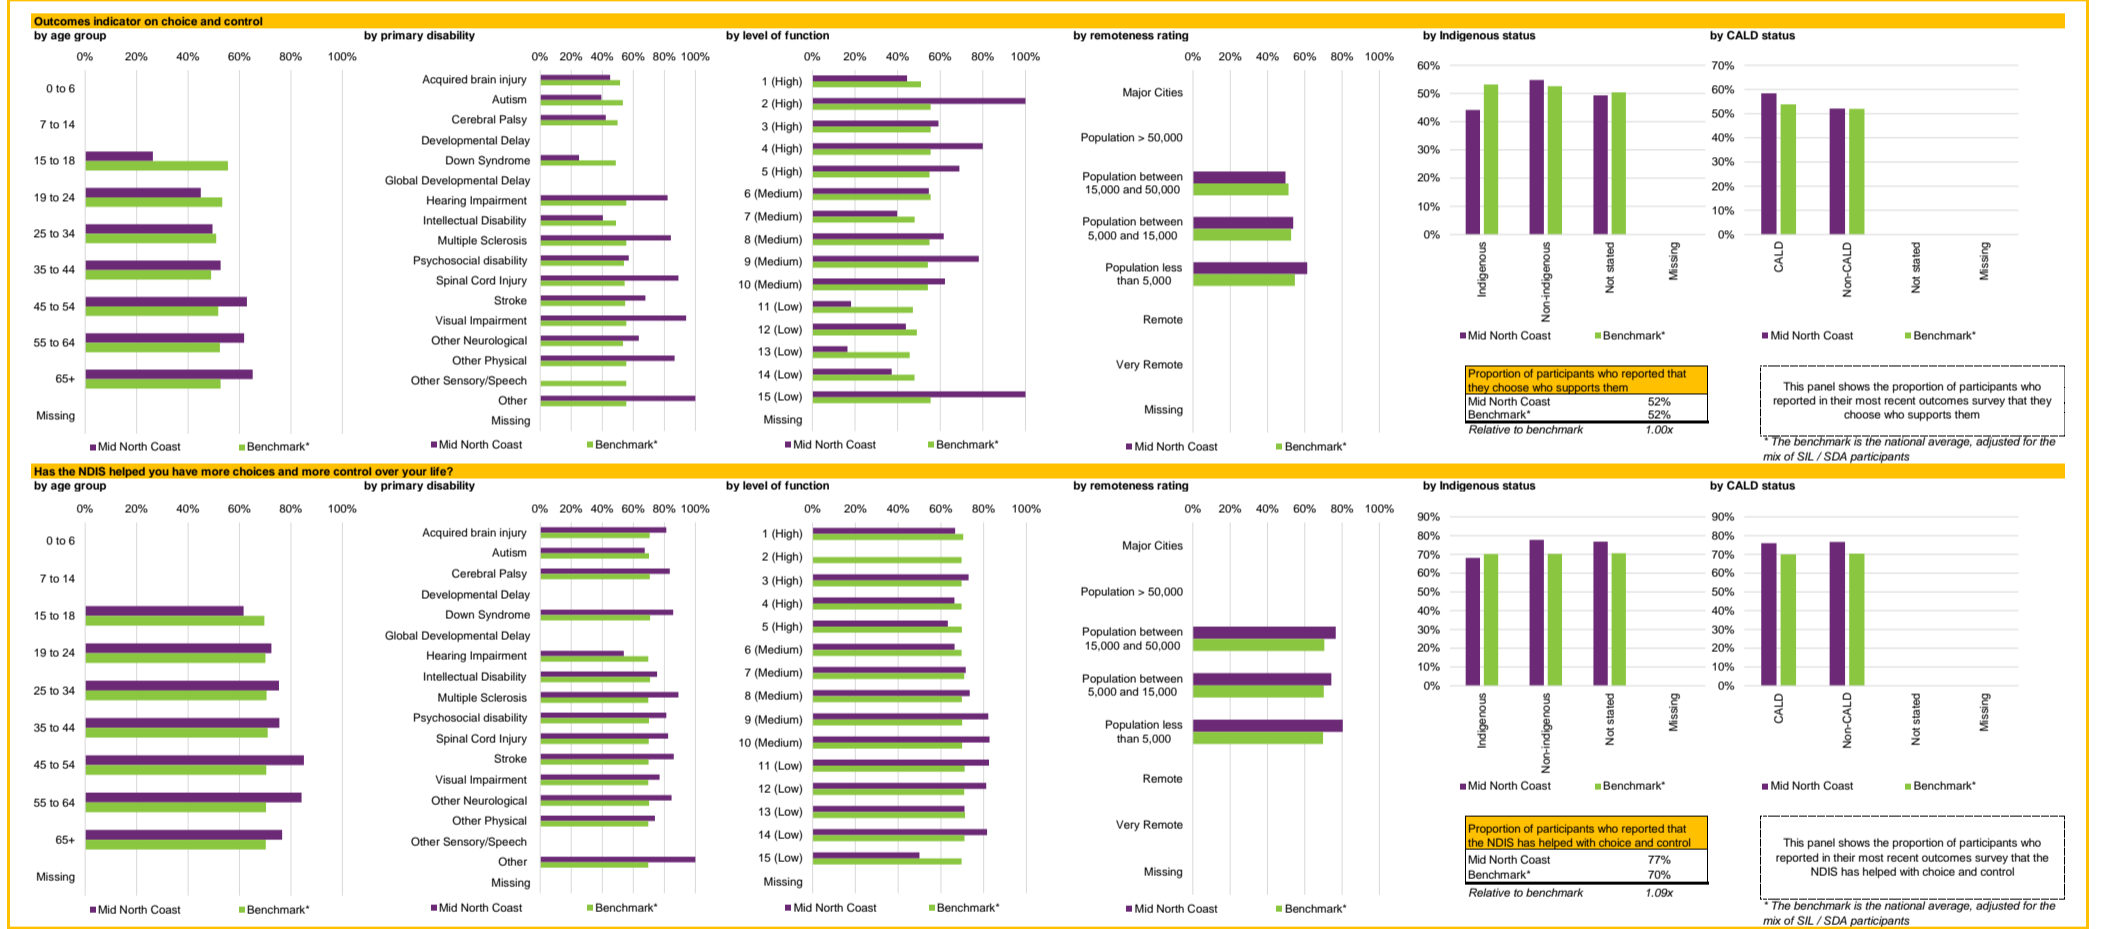 Outcomes indicator on choice and control
by age group
0% 20% 40% 60% 80% 100%
0 to 6
7 to 14
15 to 18
19 to 24
25 to 34
35 to 44
45 to 54
55 to 64
65+
Missing
Mid North Coast Benchmark*
by primary disability
0% 20% 40% 60% 80% 100%
Acquired brain injury
Autism
Cerebral Palsy
Developmental Delay
Down Syndrome
Global Developmental Delay
Hearing Impairment
Intellectual Disability
Multiple Sclerosis
Psychosocial disability
Spinal Cord Injury
Stroke
Visual Impairment
Other Neurological
Other Physical
Other Sensory/Speech
Other
Missing
Mid North Coast Benchmark*
by level of function
0% 20% 40% 60% 80% 100%
1 (High)
2 (High)
3 (High)
4 (High)
5 (High)
6 (Medium)
7 (Medium)
8 (Medium)
9 (Medium)
10 (Medium)
11 (Low)
12 (Low)
13 (Low)
14 (Low)
15 (Low)
Missing
Mid North Coast Benchmark*
by remoteness rating
0% 20% 40% 60% 80% 100%
Major Cities
Population > 50,000
Population between
15,000 and 50,000
Population between
5,000 and 15,000
Population less
than 5,000
Remote
Very Remote
Missing
Mid North Coast Benchmark*
by Indigenous status
60%
50%
40%
30%
20%
10%
0%
Indigenous
Non-indigenous
Not stated
Missing
Mid North Coast Benchmark*
by CALD status
70%
60%
50%
40%
30%
20%
10%
0%
CALD
Non-CALD
Not stated
Missing
Mid North Coast Benchmark*
Proportion of participants who reported that
they choose who supports them
Mid North Coast 52%
Benchmark* 52%
Relative to benchmark 1.00x
This panel shows the proportion of participants who
reported in their most recent outcomes survey that they
choose who supports them
* The benchmark is the national average, adjusted for the
mix of SIL / SDA participants
Has the NDIS helped you have more choices and more control over your life?
by age group
0% 20% 40% 60% 80% 100%
0 to 6
7 to 14
15 to 18
19 to 24
25 to 34
35 to 44
45 to 54
55 to 64
65+
Missing
Mid North Coast Benchmark*
by primary disability
0% 20% 40% 60% 80% 100%
Acquired brain injury
Autism
Cerebral Palsy
Developmental Delay
Down Syndrome
Global Developmental Delay
Hearing Impairment
Intellectual Disability
Multiple Sclerosis
Psychosocial disability
Spinal Cord Injury
Stroke
Visual Impairment
Other Neurological
Other Physical
Other Sensory/Speech
Other
Missing
Mid North Coast Benchmark*
by level of function
0% 20% 40% 60% 80% 100%
1 (High)
2 (High)
3 (High)
4 (High)
5 (High)
6 (Medium)
7 (Medium)
8 (Medium)
9 (Medium)
10 (Medium)
11 (Low)
12 (Low)
13 (Low)
14 (Low)
15 (Low)
Missing
Mid North Coast Benchmark*
by remoteness rating
0% 20% 40% 60% 80% 100%
Major Cities
Population > 50,000
Population between
15,000 and 50,000
Population between
5,000 and 15,000
Population less
than 5,000
Remote
Very Remote
Missing
Mid North Coast Benchmark*
by Indigenous status
90%
80%
70%
60%
50%
40%
30%
20%
10%
0%
Indigenous
Non-indigenous
Not stated
Missing
Mid North Coast Benchmark*
by CALD status
90%
80%
70%
60%
50%
40%
30%
20%
10%
0%
CALD
Non-CALD
Not stated
Missing
Mid North Coast Benchmark*
Proportion of participants who reported that
the NDIS has helped with choice and control
Mid North Coast 77%
Benchmark* 70%
Relative to benchmark 1.09x
This panel shows the proportion of participants who
reported in their most recent outcomes survey that the
NDIS has helped with choice and control
* The benchmark is the national average, adjusted for the
mix of SIL / SDA participants